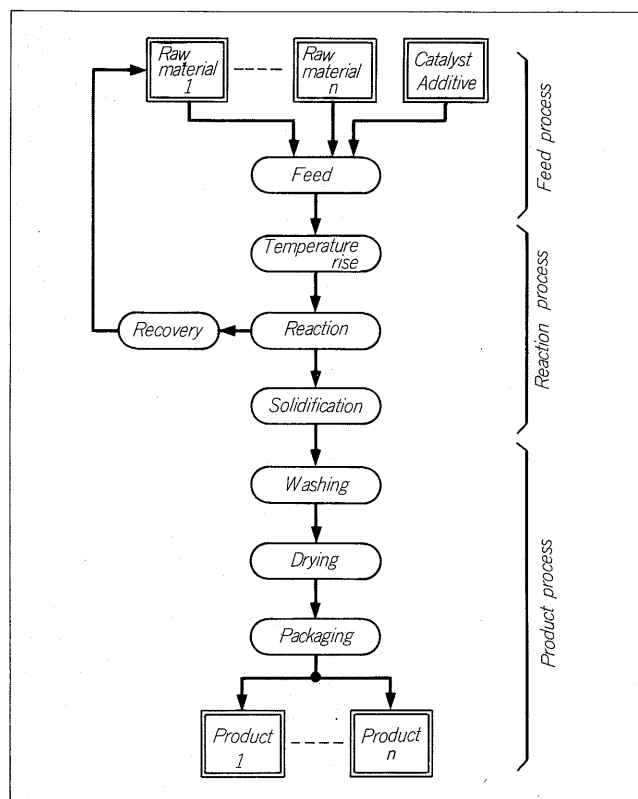 Raw
material
1
Raw
material
n
Catalyst
Additive
Feed
Feed process
Temperature
rise
Recovery
Reaction
Solidification
Reaction process
Washing
Drying
Packaging
Product
1
Product
n
Product process